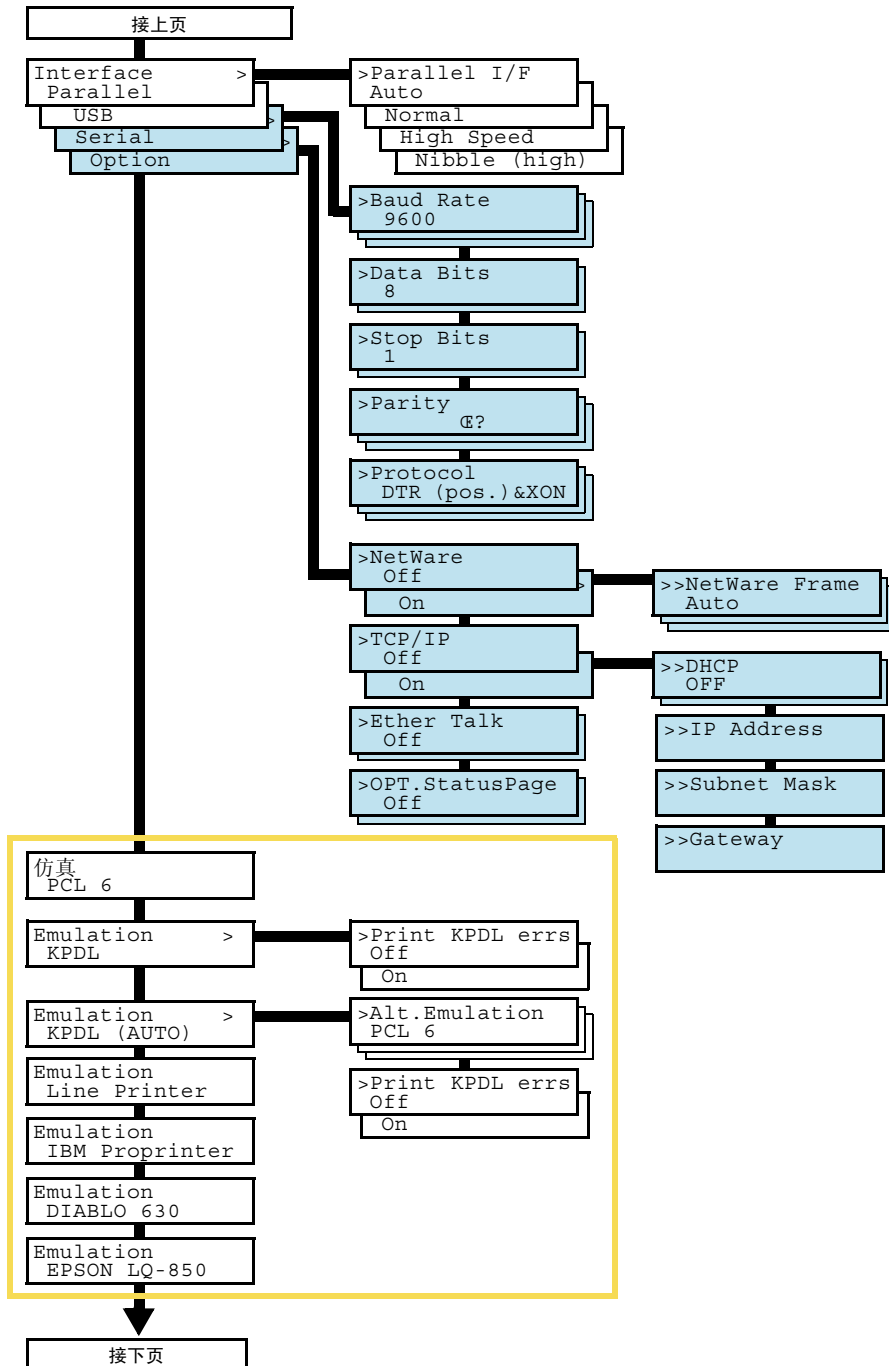 接上页
Interface >
Parallel
USB
>
Serial
>
Option
>Parallel I/F
Auto
Normal
High Speed
Nibble (high)
>Baud Rate
9600
>Data Bits
8
>Stop Bits
1
>Parity
Œ?
>Protocol
DTR (pos.)&XON
>NetWare
Off
>
On
>>NetWare Frame
Auto
>TCP/IP
Off
On
>>DHCP
OFF
>>IP Address
>>Subnet Mask
>>Gateway
>Ether Talk
Off
>OPT.StatusPage
Off
仿真
PCL 6
Emulation >
KPDL
>Print KPDL errs
Off
On
Emulation >
KPDL (AUTO)
>Alt.Emulation
PCL 6
>Print KPDL errs
Off
On
Emulation
Line Printer
Emulation
IBM Proprinter
Emulation
DIABLO 630
Emulation
EPSON LQ-850
接下页